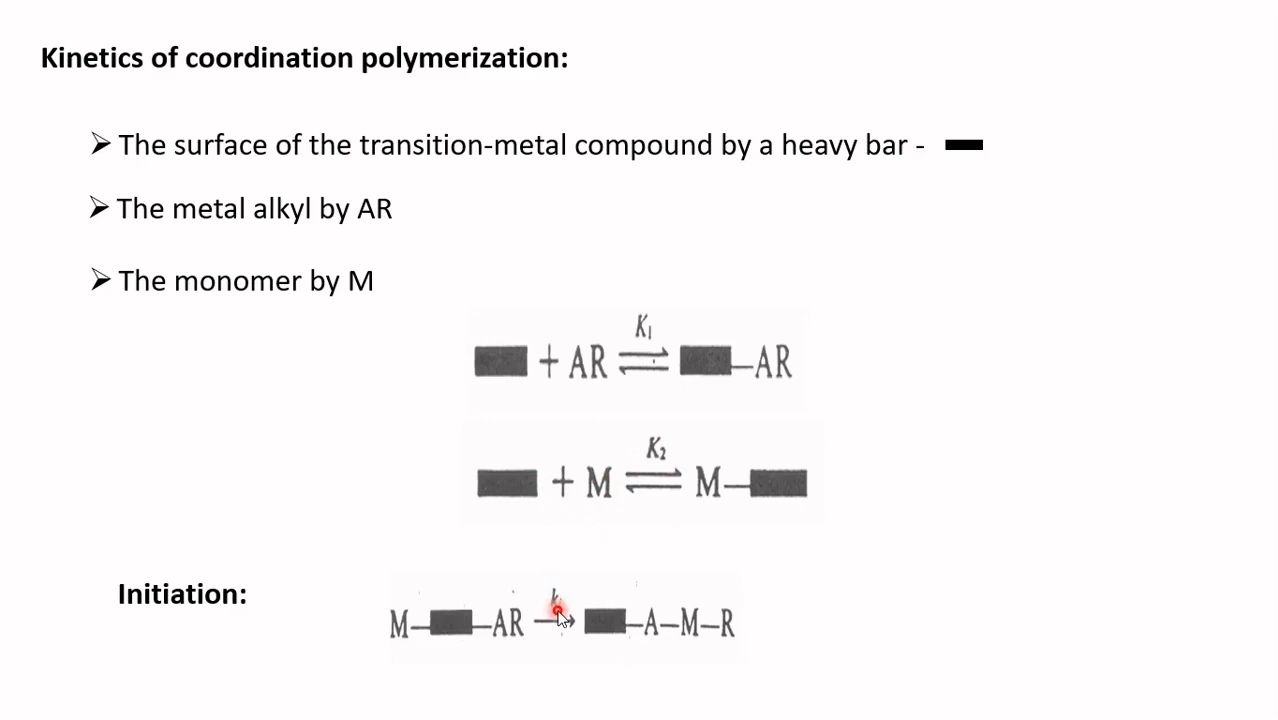 Kinetics of coordination polymerization:
➢ The surface of the transition-metal compound by a heavy bar -
➢ The metal alkyl by AR
➢ The monomer by M
K₁
+ AR ⇌ –AR
K₂
+ M ⇌ M–
Initiation:
M– –AR → –A–M–R